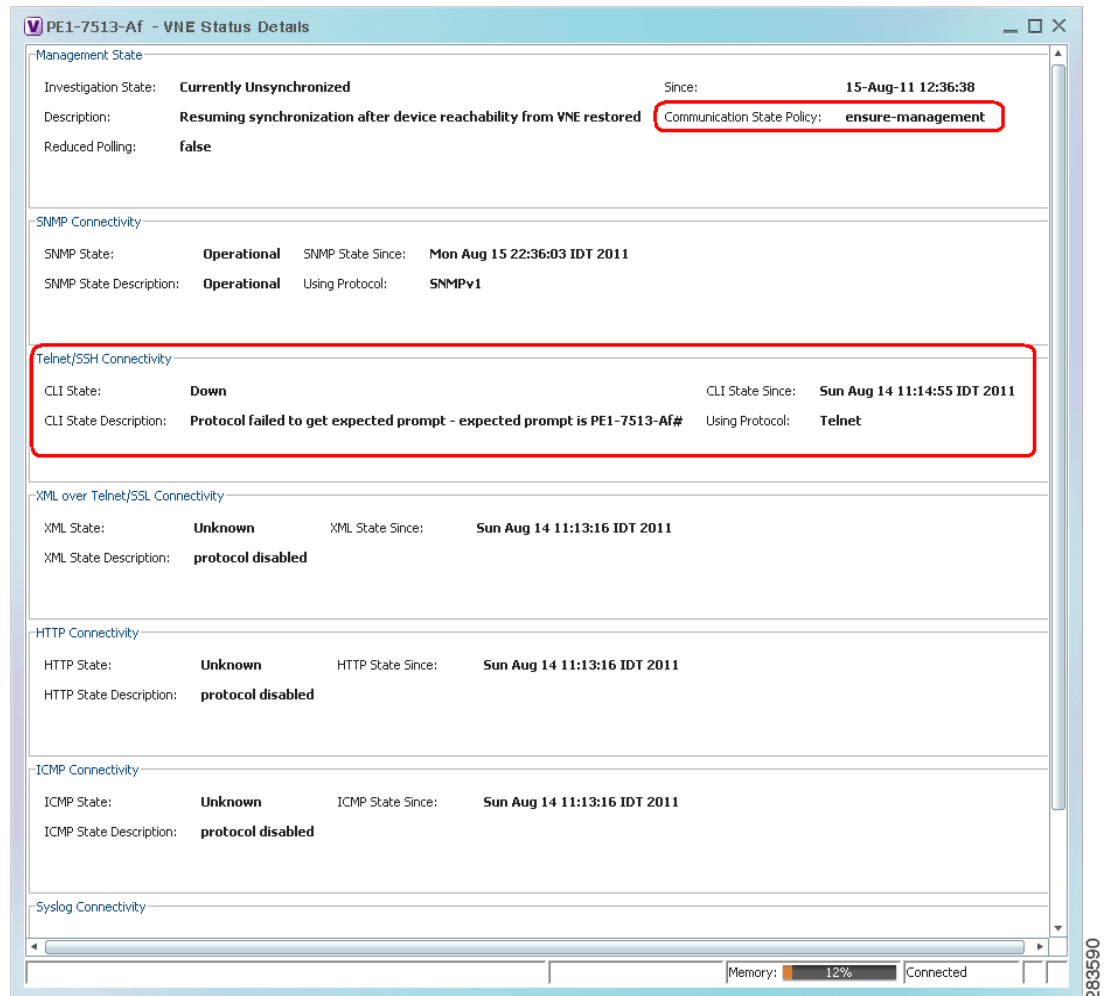 V PE1-7513-Af - VNE Status Details
Management State
Investigation State: Currently Unsynchronized Since: 15-Aug-11 12:36:38
Description: Resuming synchronization after device reachability from VNE restored Communication State Policy: ensure-management
Reduced Polling: false
SNMP Connectivity
SNMP State: Operational SNMP State Since: Mon Aug 15 22:36:03 IDT 2011
SNMP State Description: Operational Using Protocol: SNMPv1
Telnet/SSH Connectivity
CLI State: Down CLI State Since: Sun Aug 14 11:14:55 IDT 2011
CLI State Description: Protocol failed to get expected prompt - expected prompt is PE1-7513-Af# Using Protocol: Telnet
XML over Telnet/SSL Connectivity
XML State: Unknown XML State Since: Sun Aug 14 11:13:16 IDT 2011
XML State Description: protocol disabled
HTTP Connectivity
HTTP State: Unknown HTTP State Since: Sun Aug 14 11:13:16 IDT 2011
HTTP State Description: protocol disabled
ICMP Connectivity
ICMP State: Unknown ICMP State Since: Sun Aug 14 11:13:16 IDT 2011
ICMP State Description: protocol disabled
Syslog Connectivity
Memory: 12% Connected
283590